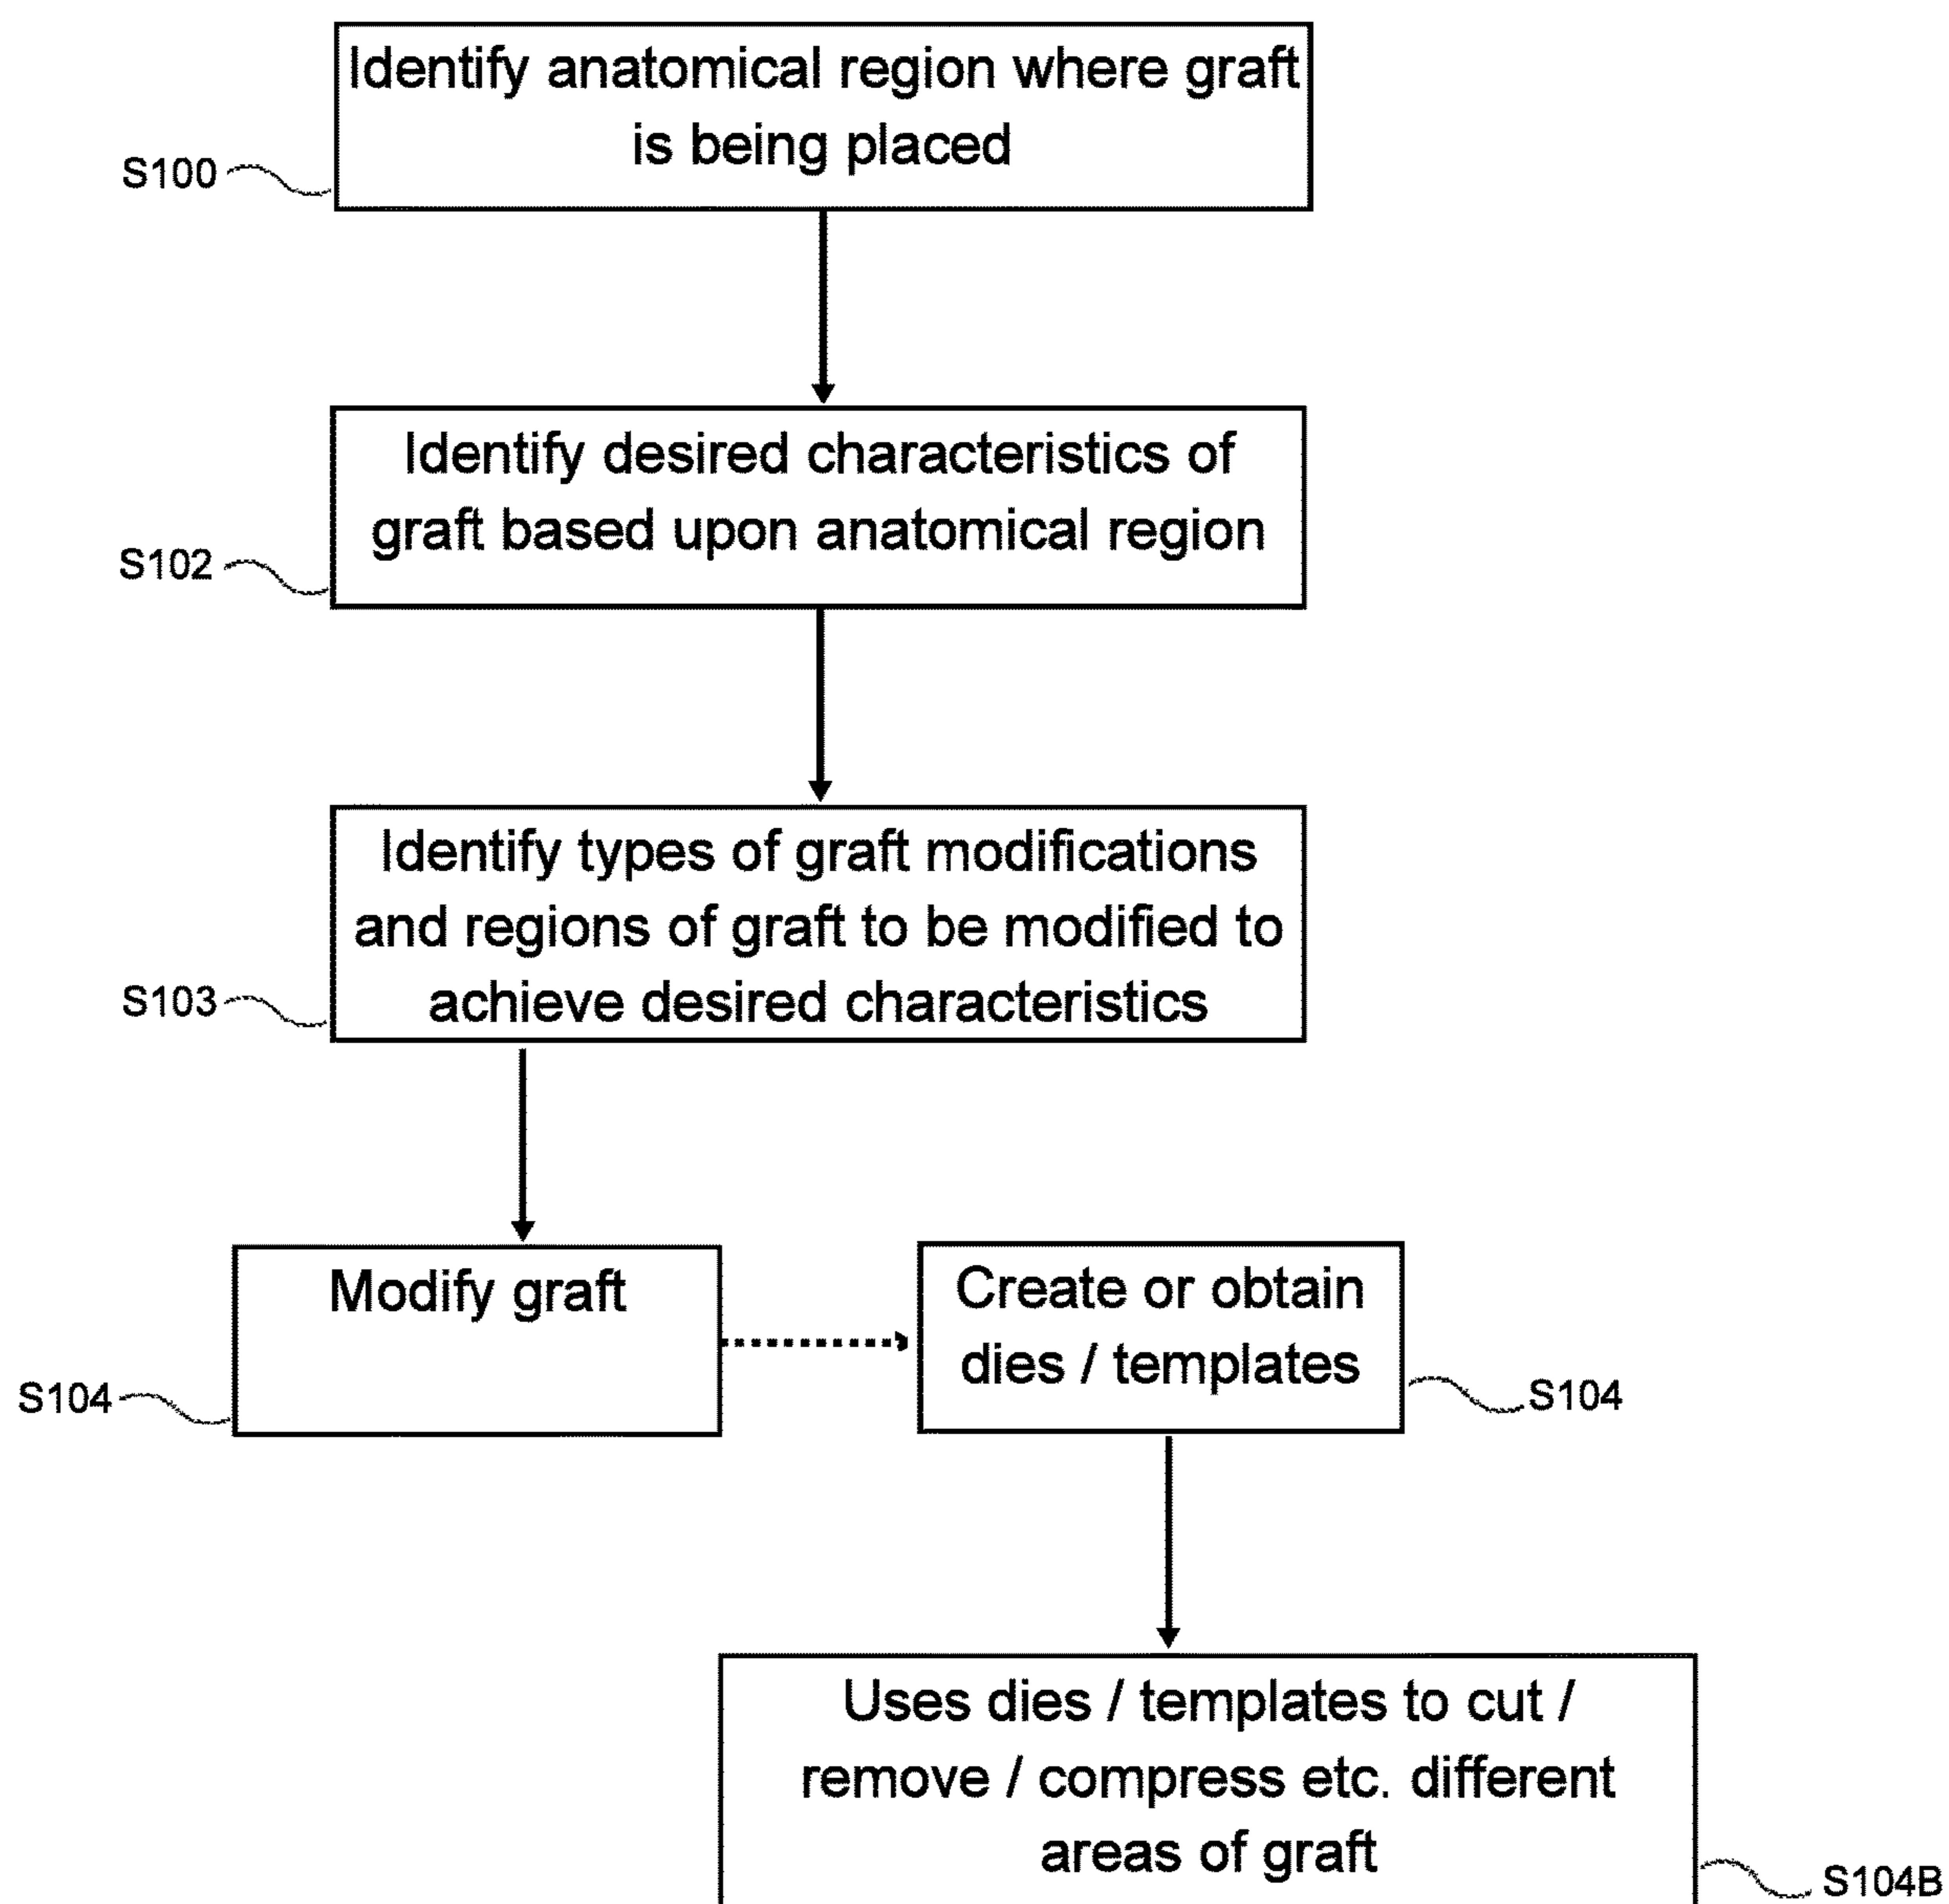 Identify anatomical region where graft
is being placed
S100
Identify desired characteristics of
graft based upon anatomical region
S102
Identify types of graft modifications
and regions of graft to be modified to
achieve desired characteristics
S103
Modify graft
S104
Create or obtain
dies / templates
S104
Uses dies / templates to cut /
remove / compress etc. different
areas of graft
S104B